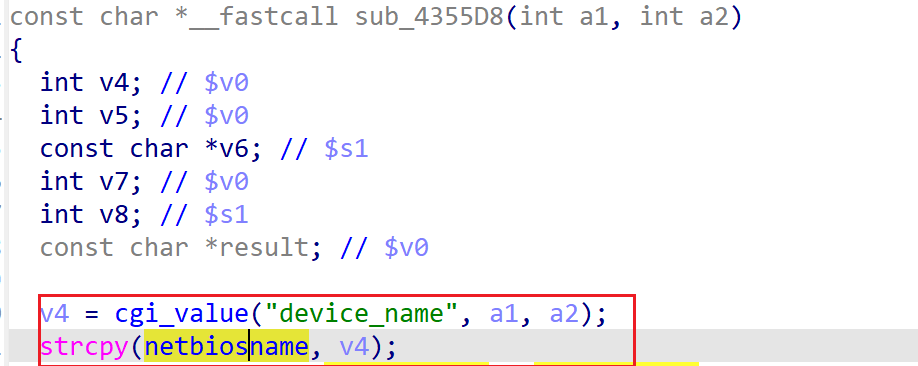 const char *__fastcall sub_4355D8(int a1, int a2)
{
int v4; // $v0
int v5; // $v0
const char *v6; // $s1
int v7; // $v0
int v8; // $s1
const char *result; // $v0
v4 = cgi_value("device_name", a1, a2);
strcpy(netbiosname, v4);